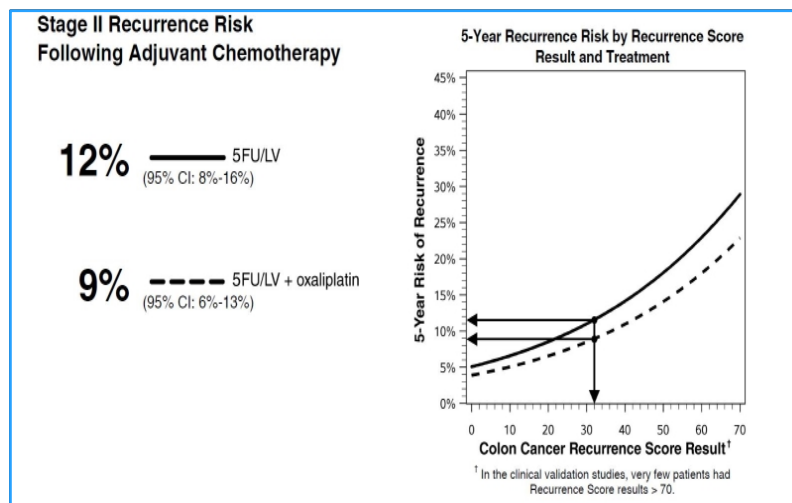 Stage II Recurrence Risk
Following Adjuvant Chemotherapy
12%
5FU/LV
(95% CI: 8%-16%)
9%
5FU/LV + oxaliplatin
(95% CI: 6%-13%)
5-Year Recurrence Risk by Recurrence Score
Result and Treatment
5-Year Risk of Recurrence
45%
40%
35%
30%
25%
20%
15%
10%
5%
0%
0 10 20 30 40 50 60 70
Colon Cancer Recurrence Score Result†
† In the clinical validation studies, very few patients had
Recurrence Score results > 70.